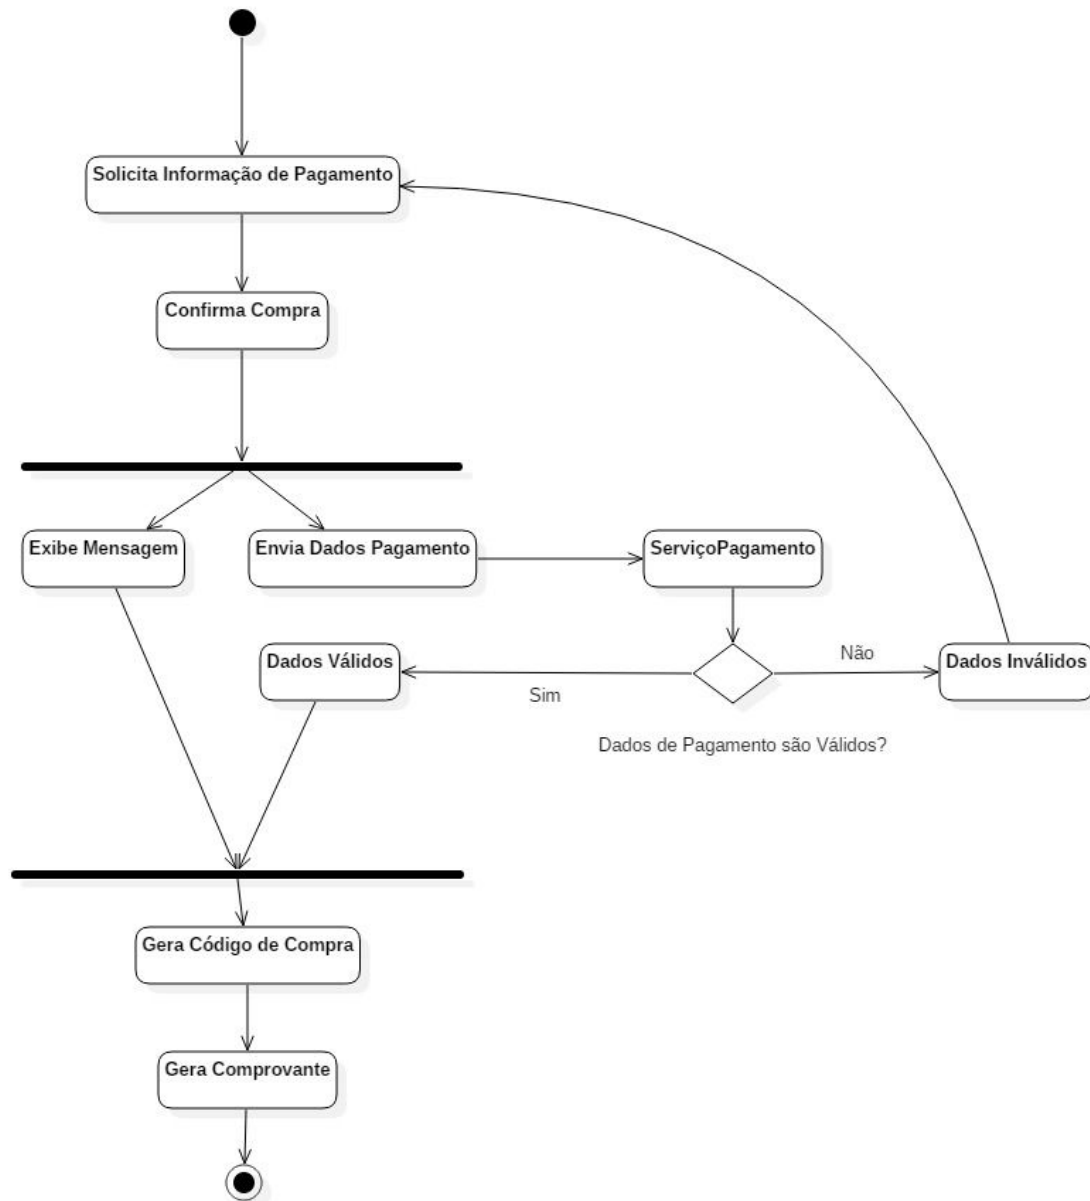 Solicita Informação de Pagamento
Confirma Compra
Exibe Mensagem
Envia Dados Pagamento
ServiçoPagamento
Dados Válidos
Sim
Não
Dados Inválidos
Dados de Pagamento são Válidos?
Gera Código de Compra
Gera Comprovante